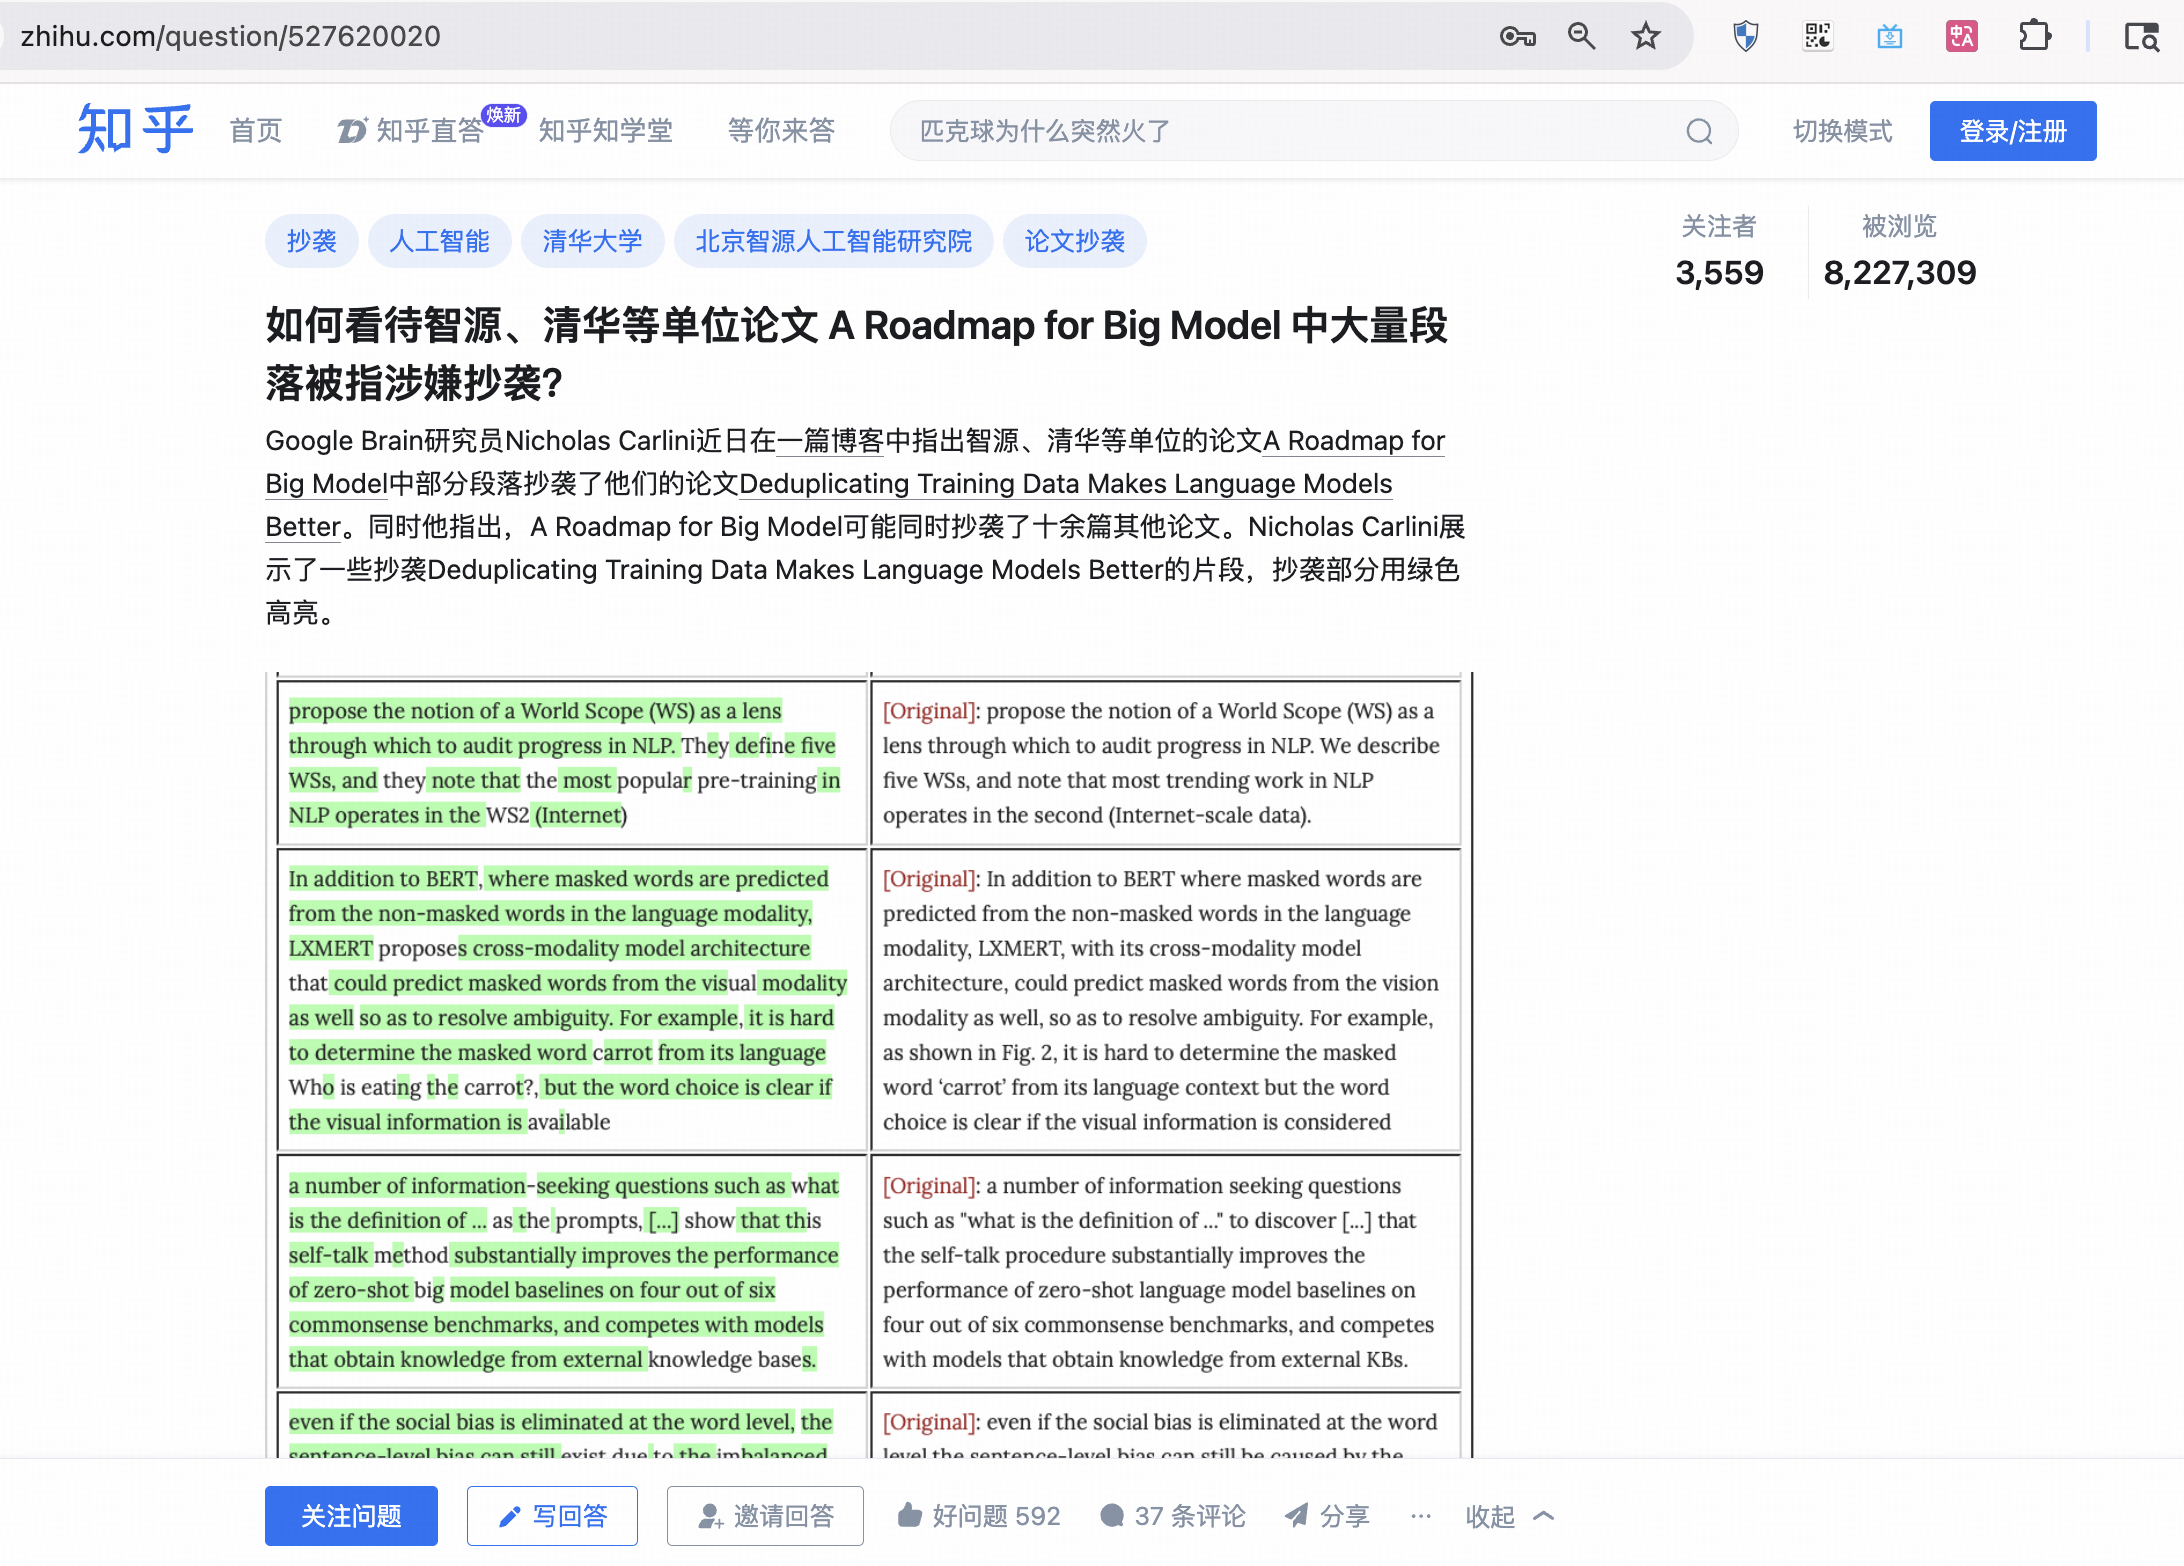 zhihu.com/question/527620020
知乎
首页
知乎直答
焕新
知乎知学堂
等你来答
匹克球为什么突然火了
切换模式
登录/注册
抄袭
人工智能
清华大学
北京智源人工智能研究院
论文抄袭
关注者
3,559
被浏览
8,227,309
如何看待智源、清华等单位论文 A Roadmap for Big Model 中大量段
落被指涉嫌抄袭?
Google Brain研究员Nicholas Carlini近日在一篇博客中指出智源、清华等单位的论文A Roadmap for
Big Model中部分段落抄袭了他们的论文Deduplicating Training Data Makes Language Models
Better。同时他指出，A Roadmap for Big Model可能同时抄袭了十余篇其他论文。Nicholas Carlini展
示了一些抄袭Deduplicating Training Data Makes Language Models Better的片段，抄袭部分用绿色
高亮。
propose the notion of a World Scope (WS) as a lens
through which to audit progress in NLP. They define five
WSs, and they note that the most popular pre-training in
NLP operates in the WS2 (Internet)
[Original]: propose the notion of a World Scope (WS) as a
lens through which to audit progress in NLP. We describe
five WSs, and note that most trending work in NLP
operates in the second (Internet-scale data).
In addition to BERT, where masked words are predicted
from the non-masked words in the language modality,
LXMERT proposes cross-modality model architecture
that could predict masked words from the visual modality
as well so as to resolve ambiguity. For example, it is hard
to determine the masked word carrot from its language
Who is eating the carrot?, but the word choice is clear if
the visual information is available
[Original]: In addition to BERT where masked words are
predicted from the non-masked words in the language
modality, LXMERT, with its cross-modality model
architecture, could predict masked words from the vision
modality as well, so as to resolve ambiguity. For example,
as shown in Fig. 2, it is hard to determine the masked
word ‘carrot’ from its language context but the word
choice is clear if the visual information is considered
a number of information-seeking questions such as what
is the definition of ... as the prompts, [...] show that this
self-talk method substantially improves the performance
of zero-shot big model baselines on four out of six
commonsense benchmarks, and competes with models
that obtain knowledge from external knowledge bases.
[Original]: a number of information seeking questions
such as "what is the definition of ..." to discover [...] that
the self-talk procedure substantially improves the
performance of zero-shot language model baselines on
four out of six commonsense benchmarks, and competes
with models that obtain knowledge from external KBs.
even if the social bias is eliminated at the word level, the
sentence-level bias can still exist due to the imbalanced
[Original]: even if the social bias is eliminated at the word
level the sentence-level bias can still be caused by the
关注问题
写回答
邀请回答
好问题 592
37 条评论
分享
···
收起